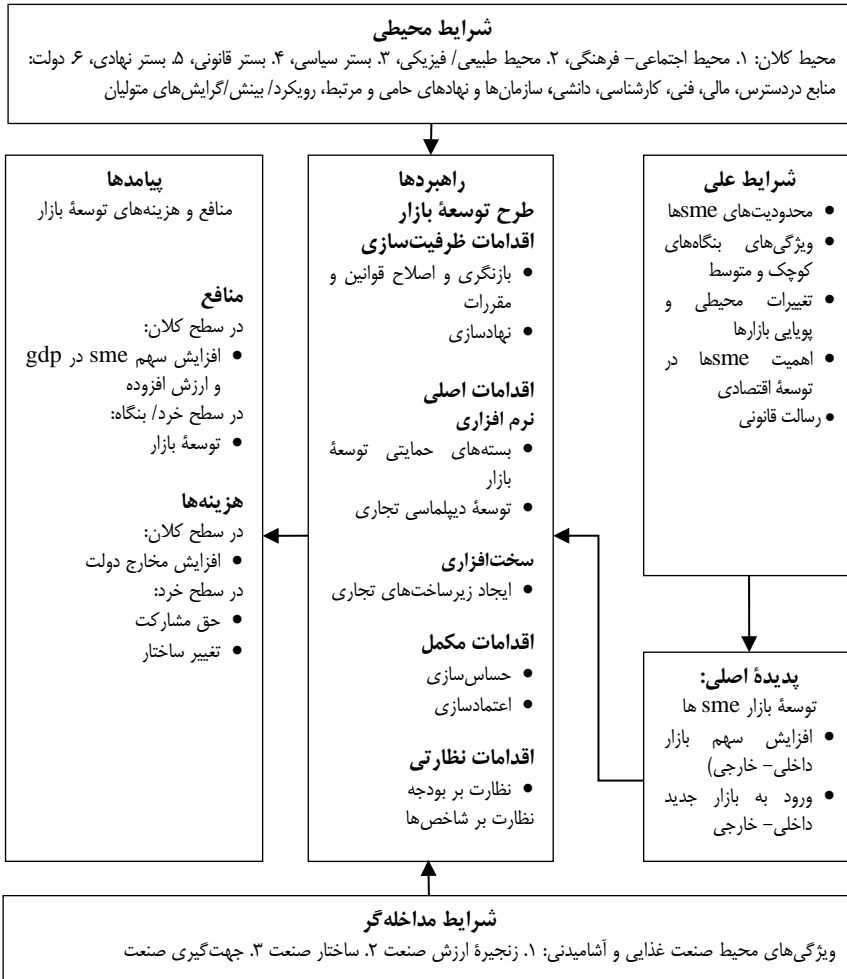 شرایط محیطی
محیط کلان: ۱. محیط اجتماعی- فرهنگی، ۲. محیط طبیعی/ فیزیکی، ۳. بستر سیاسی، ۴. بستر قانونی، ۵. بستر نهادی، ۶. دولت:
منابع دردسترس، مالی، فنی، کارشناسی، دانشی، سازمان‌ها و نهادهای حامی و مرتبط، رویکرد/ بینش/گرایش‌های متولیان
شرایط علی
• محدودیت‌های smeها
• ویژگی‌های بنگاه‌های
کوچک و متوسط
• تغییرات محیطی و
پویایی بازارها
• اهمیت smeها در
توسعۀ اقتصادی
• رسالت قانونی
پدیدۀ اصلی:
توسعۀ بازار sme ها
• افزایش سهم بازار
داخلی- خارجی)
• ورود به بازار جدید
داخلی- خارجی
راهبردها
طرح توسعۀ بازار
اقدامات ظرفیت‌سازی
• بازنگری و اصلاح قوانین و
مقررات
• نهادسازی
اقدامات اصلی
نرم افزاری
• بسته‌های حمایتی توسعۀ
بازار
• توسعۀ دیپلماسی تجاری
سخت‌افزاری
• ایجاد زیرساخت‌های تجاری
اقدامات مکمل
• حساس‌سازی
• اعتمادسازی
اقدامات نظارتی
• نظارت بر بودجه
نظارت بر شاخص‌ها
پیامدها
منافع و هزینه‌های توسعۀ بازار
منافع
در سطح کلان:
• افزایش سهم sme در gdp
و ارزش افزوده
در سطح خرد/ بنگاه:
• توسعۀ بازار
هزینه‌ها
در سطح کلان:
• افزایش مخارج دولت
در سطح خرد:
• حق مشارکت
• تغییر ساختار
شرایط مداخله‌گر
ویژگی‌های محیط صنعت غذایی و آشامیدنی: ۱. زنجیرۀ ارزش صنعت ۲. ساختار صنعت ۳. جهت‌گیری صنعت